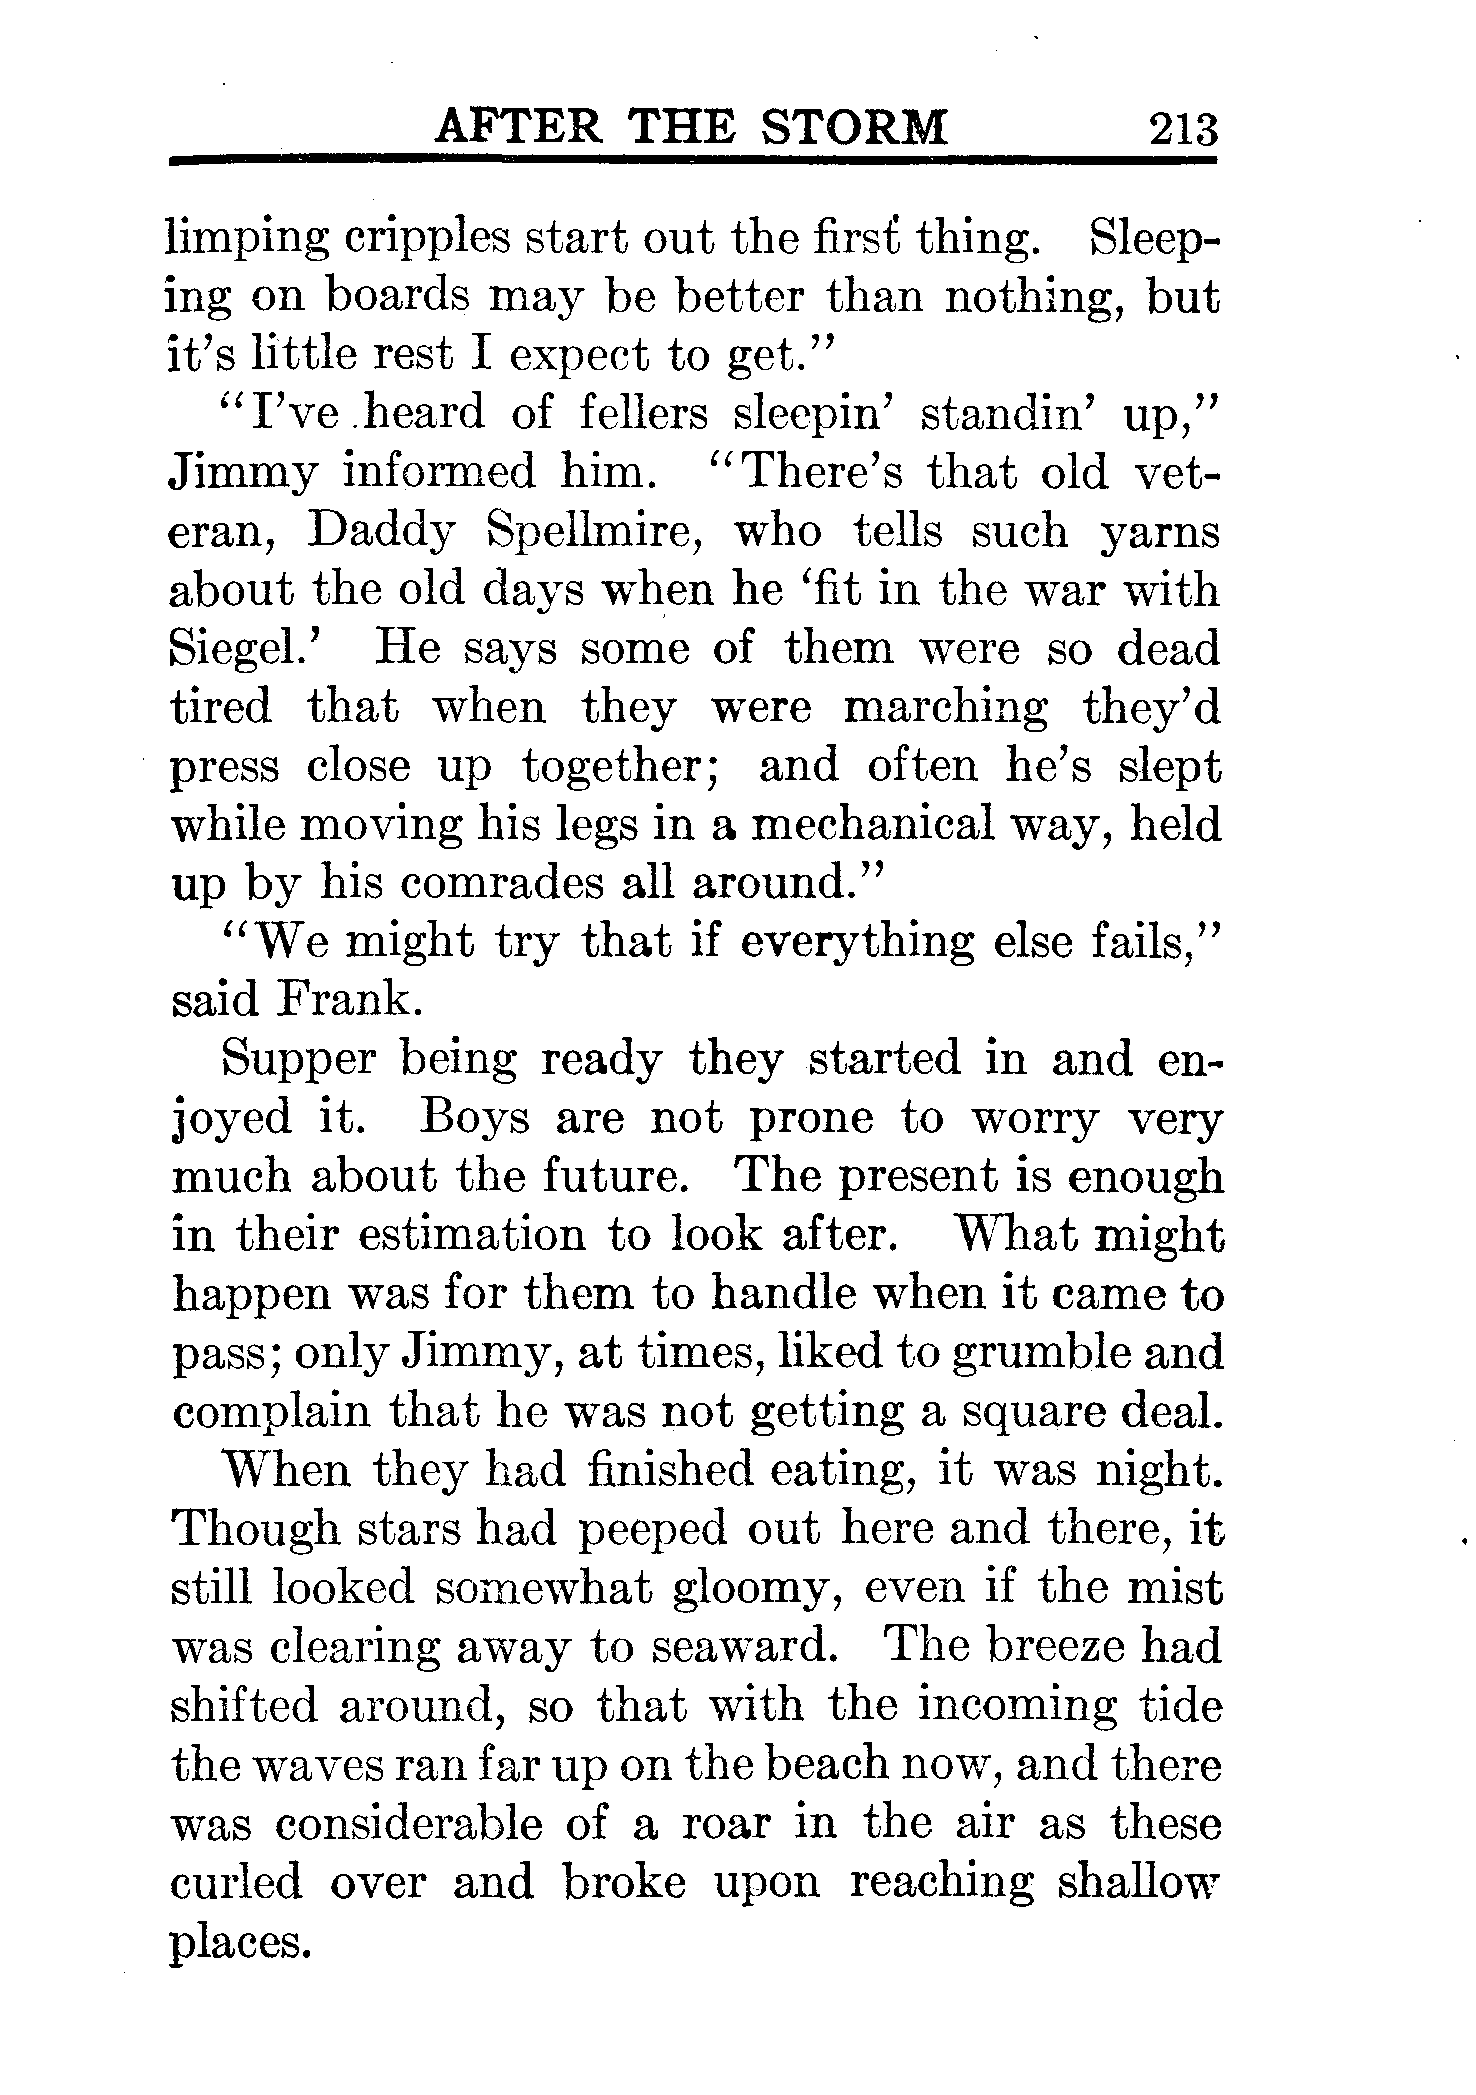 AFTER THE STORM 213
limping cripples start out the first thing. Sleep-
ing on boards may be better than nothing, but
it's little rest I expect to get."
"I've heard of fellers sleepin' standin' up,"
Jimmy informed him. "There's that old vet-
eran, Daddy Spellmire, who tells such yarns
about the old days when he 'fit in the war with
Siegel.' He says some of them were so dead
tired that when they were marching they'd
press close up together; and often he's slept
while moving his legs in a mechanical way, held
up by his comrades all around."
"We might try that if everything else fails,"
said Frank.
Supper being ready they started in and en-
joyed it. Boys are not prone to worry very
much about the future. The present is enough
in their estimation to look after. What might
happen was for them to handle when it came to
pass; only Jimmy, at times, liked to grumble and
complain that he was not getting a square deal.
When they had finished eating, it was night.
Though stars had peeped out here and there, it
still looked somewhat gloomy, even if the mist
was clearing away to seaward. The breeze had
shifted around, so that with the incoming tide
the waves ran far up on the beach now, and there
was considerable of a roar in the air as these
curled over and broke upon reaching shallow
places.